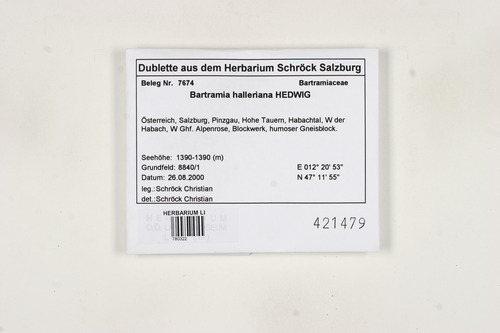 Dublette aus dem Herbarium Schröck Salzburg
Beleg Nr. 7674 Bartramiaceae
Bartramia halleriana HEDWIG
Österreich, Salzburg, Pinzgau, Hohe Tauern, Habachtal, W der
Habach, W Ghf. Alpenrose, Blockwerk, humoser Gneisblock.
Seehöhe: 1390-1390 (m)
Grundfeld: 8840/1 E 012° 20' 53"
Datum: 26.08.2000 N 47° 11' 55"
leg.:Schröck Christian
det.:Schröck Christian
HERBARIUM LI
780322
421479